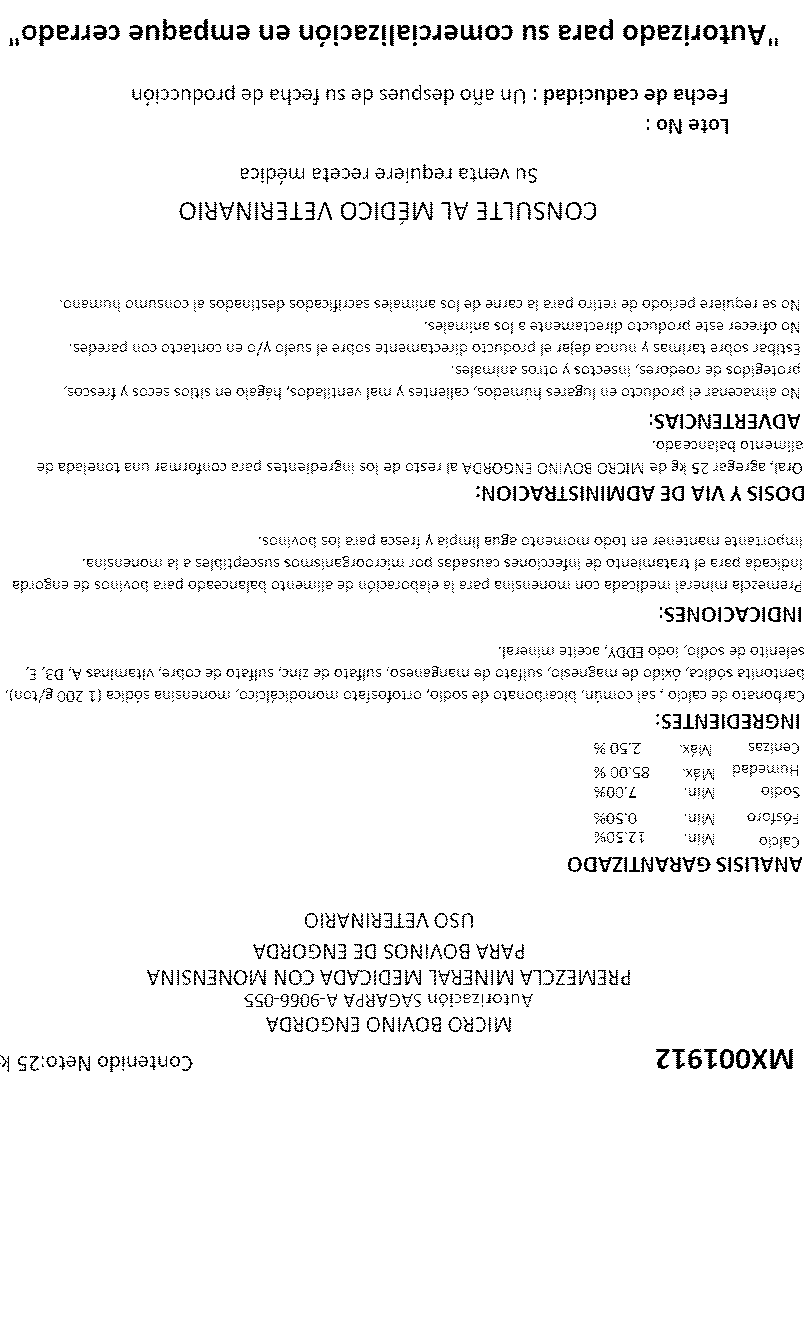 MX001912 Contenido Neto:25
MICRO BOVINO ENGORDA
Autorización SAGARPA A-9066-055
PREMEZCLA MINERAL MEDICADA CON MONENSINA
PARA BOVINOS DE ENGORDA
USO VETERINARIO
ANALISIS GARANTIZADO
Calcio Min. 12.50%
Fósforo Min. 0.50%
Sodio Min. 7.00%
Humedad Máx. 85.00 %
Cenizas Máx. 2.50 %
INGREDIENTES:
Carbonato de calcio , sal común, bicarbonato de sodio, ortofosfato monodicálcico, monensina sódica (1 200 g/ton),
bentonita sódica, óxido de magnesio, sulfato de manganeso, sulfato de zinc, sulfato de cobre, vitaminas A, D3, E,
selenito de sodio, iodo EDDY, aceite mineral.
INDICACIONES:
Premezcla mineral medicada con monensina para la elaboración de alimento balanceado para bovinos de engorda
indicada para el tratamiento de infecciones causadas por microorganismos susceptibles a la monensina.
Importante mantener en todo momento agua limpia y fresca para los bovinos.
DOSIS Y VIA DE ADMINISTRACION:
Oral, agregar 25 kg de MICRO BOVINO ENGORDA al resto de los ingredientes para conformar una tonelada de
alimento balanceado.
ADVERTENCIAS:
No almacenar el producto en lugares húmedos, calientes y mal ventilados, hágalo en sitios secos y frescos,
protegidos de roedores, insectos y otros animales.
Estibar sobre tarimas y nunca dejar el producto directamente sobre el suelo y/o en contacto con paredes.
No ofrecer este producto directamente a los animales.
No se requiere periodo de retiro para la carne de los animales sacrificados destinados al consumo humano.
CONSULTE AL MÉDICO VETERINARIO
Su venta requiere receta médica
Lote No :
Fecha de caducidad : Un año despues de su fecha de producción
"Autorizado para su comercialización en empaque cerrado"